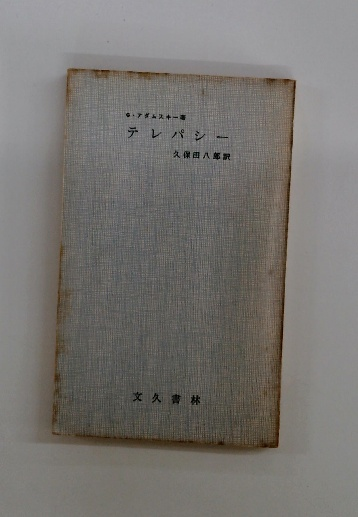 G・アダムスキー著
テレパシー
久保田八郎訳
文久書林